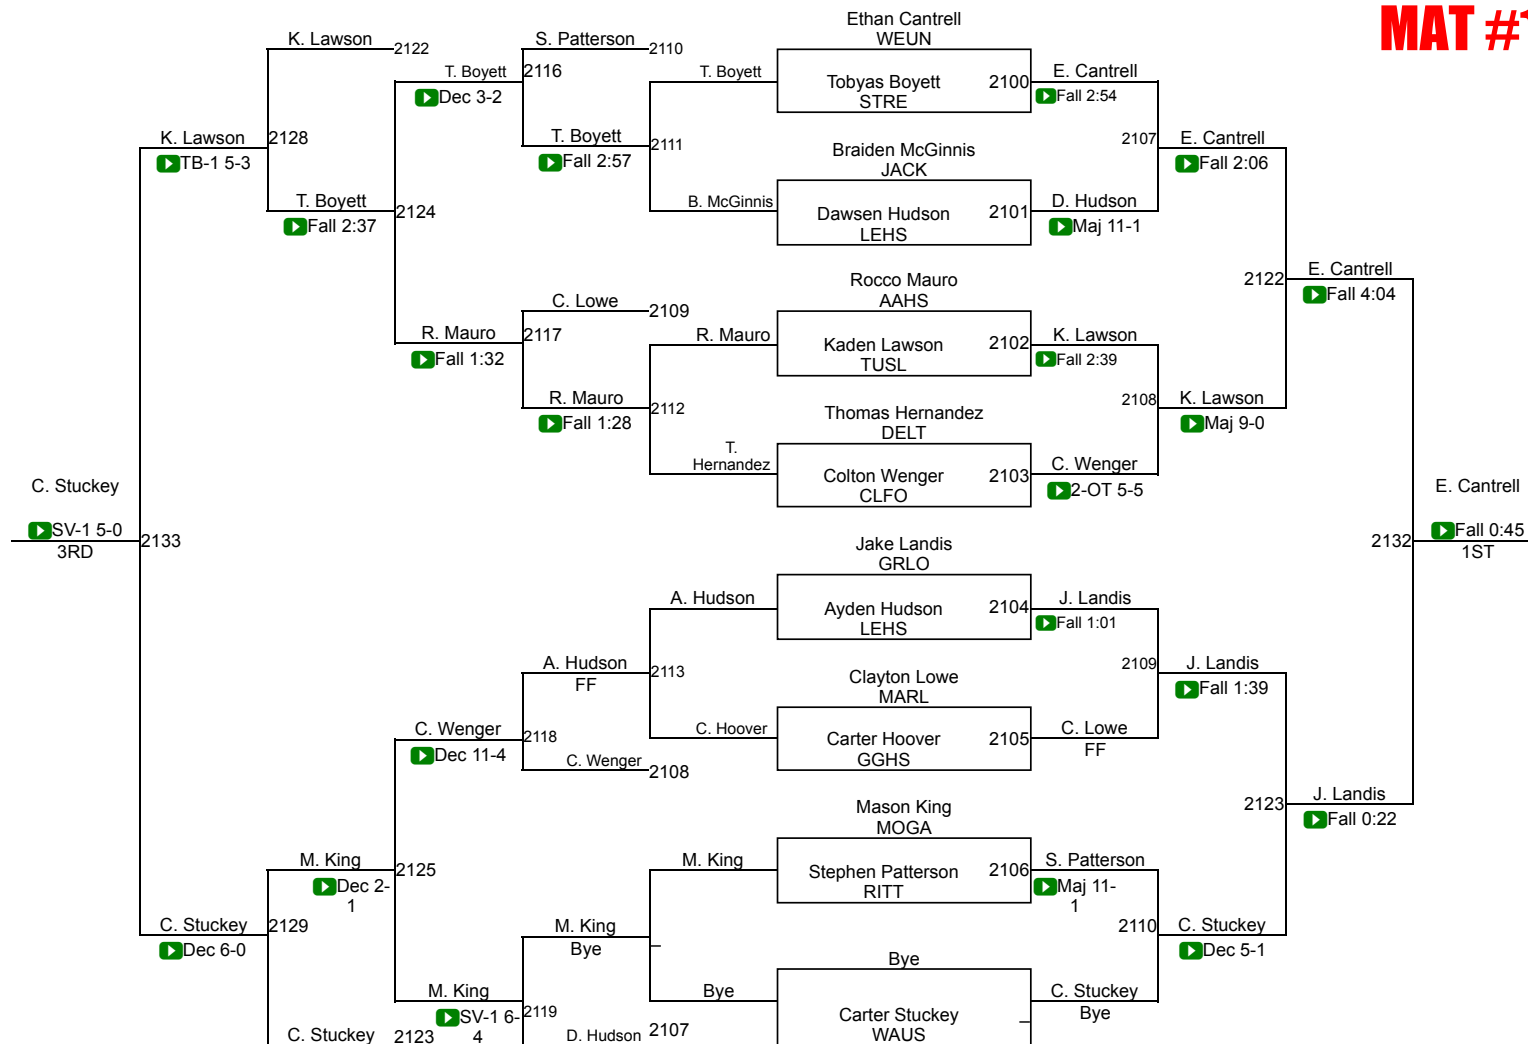 MAT #1
Ethan Cantrell
WEUN
K. Lawson
2122
S. Patterson
2110
T. Boyett
2116
Dec 3-2
T. Boyett
Tobyas Boyett
STRE
2100
E. Cantrell
Fall 2:54
K. Lawson
2128
TB-1 5-3
T. Boyett
2111
Fall 2:57
Braiden McGinnis
JACK
2107
E. Cantrell
Fall 2:06
T. Boyett
2124
Fall 2:37
B. McGinnis
Dawsen Hudson
LEHS
2101
D. Hudson
Maj 11-1
Rocco Mauro
AAHS
2122
E. Cantrell
Fall 4:04
C. Lowe
2109
R. Mauro
2117
Fall 1:32
R. Mauro
Kaden Lawson
TUSL
2102
K. Lawson
Fall 2:39
R. Mauro
2112
Fall 1:28
Thomas Hernandez
DELT
2108
K. Lawson
Maj 9-0
T.
Hernandez
Colton Wenger
CLFO
2103
C. Wenger
2-OT 5-5
C. Stuckey
SV-1 5-0
3RD
2133
E. Cantrell
2132
Fall 0:45
1ST
Jake Landis
GRLO
A. Hudson
Ayden Hudson
LEHS
2104
J. Landis
Fall 1:01
A. Hudson
FF
2113
Clayton Lowe
MARL
2109
J. Landis
Fall 1:39
C. Wenger
2118
Dec 11-4
C. Hoover
Carter Hoover
GGHS
2105
C. Lowe
FF
C. Wenger
2108
Mason King
MOGA
2123
J. Landis
Fall 0:22
M. King
2125
Dec 2-
1
M. King
Stephen Patterson
RITT
2106
S. Patterson
Maj 11-
1
C. Stuckey
2129
Dec 6-0
M. King
Bye
2110
C. Stuckey
Dec 5-1
Bye
M. King
2119
SV-1 6-
4
Bye
Carter Stuckey
WAUS
C. Stuckey
Bye
C. Stuckey
2123
D. Hudson
2107